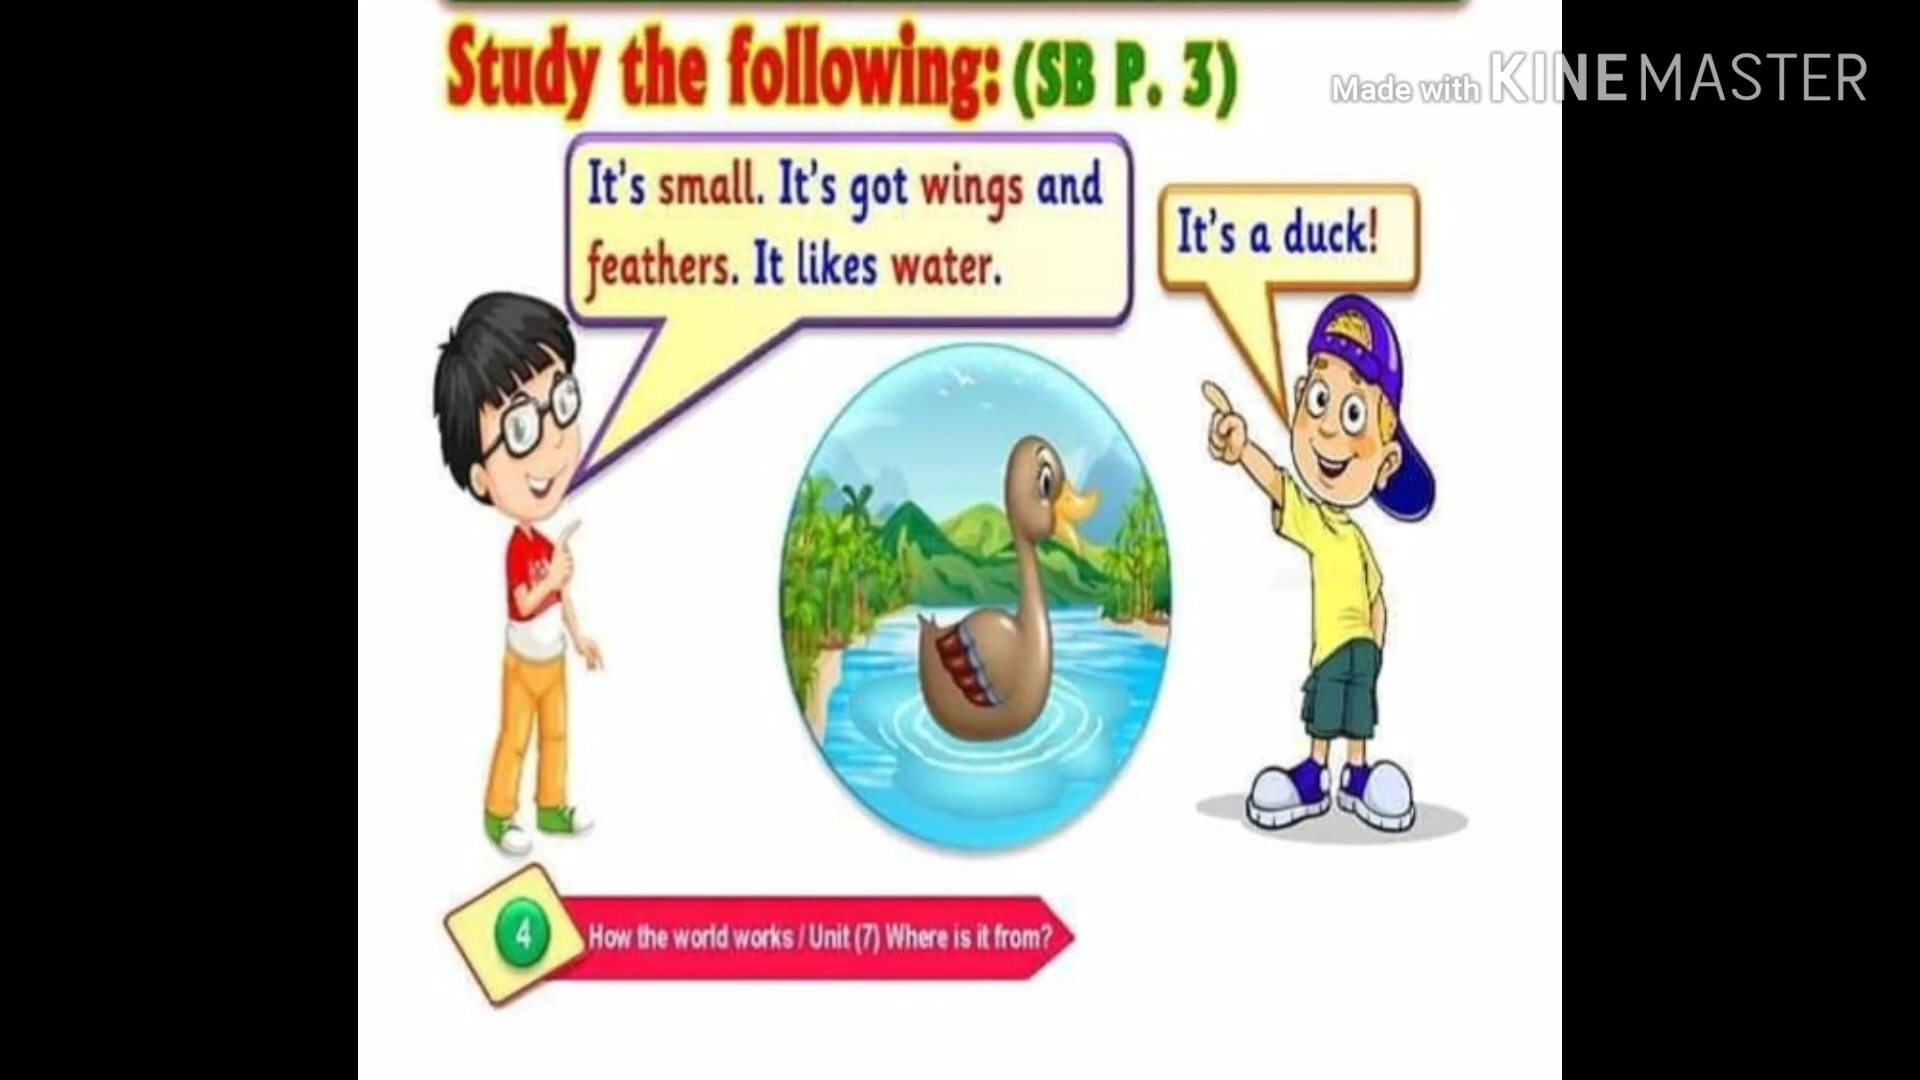 Study the following: (SB P. 3)
Made with KINEMASTER
It's small. It's got wings and
feathers. It likes water.
It's a duck!
4
How the world works / Unit (7) Where is it from?